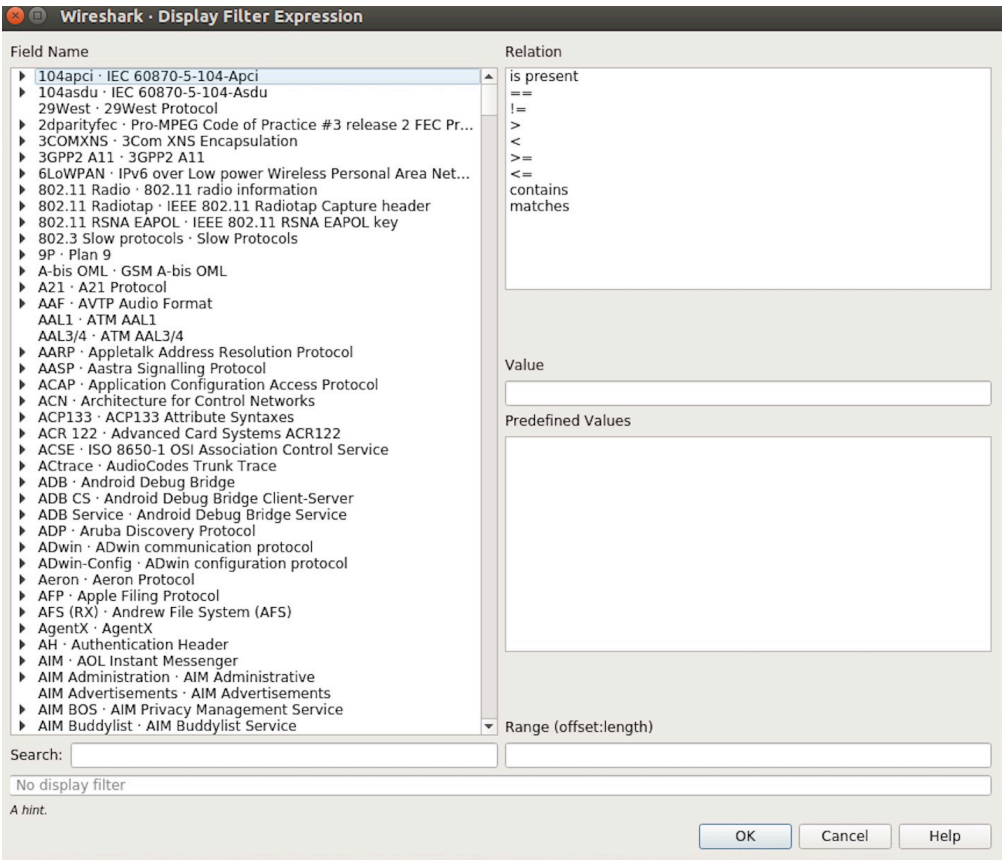 Wireshark · Display Filter Expression
Field Name
104apci · IEC 60870-5-104-Apci
104asdu · IEC 60870-5-104-Asdu
29West · 29West Protocol
2dparityfec · Pro-MPEG Code of Practice #3 release 2 FEC Pr...
3COMXNS · 3Com XNS Encapsulation
3GPP2 A11 · 3GPP2 A11
6LoWPAN · IPv6 over Low power Wireless Personal Area Net...
802.11 Radio · 802.11 radio information
802.11 Radiotap · IEEE 802.11 Radiotap Capture header
802.11 RSNA EAPOL · IEEE 802.11 RSNA EAPOL key
802.3 Slow protocols · Slow Protocols
9P · Plan 9
A-bis OML · GSM A-bis OML
A21 · A21 Protocol
AAF · AVTP Audio Format
AAL1 · ATM AAL1
AAL3/4 · ATM AAL3/4
AARP · Appletalk Address Resolution Protocol
AASP · Aastra Signalling Protocol
ACAP · Application Configuration Access Protocol
ACN · Architecture for Control Networks
ACP133 · ACP133 Attribute Syntaxes
ACR 122 · Advanced Card Systems ACR122
ACSE · ISO 8650-1 OSI Association Control Service
ACtrace · AudioCodes Trunk Trace
ADB · Android Debug Bridge
ADB CS · Android Debug Bridge Client-Server
ADB Service · Android Debug Bridge Service
ADP · Aruba Discovery Protocol
ADwin · ADwin communication protocol
ADwin-Config · ADwin configuration protocol
Aeron · Aeron Protocol
AFP · Apple Filing Protocol
AFS (RX) · Andrew File System (AFS)
AgentX · AgentX
AH · Authentication Header
AIM · AOL Instant Messenger
AIM Administration · AIM Administrative
AIM Advertisements · AIM Advertisements
AIM BOS · AIM Privacy Management Service
AIM Buddylist · AIM Buddylist Service
Search:
Relation
is present
==
!=
>
<
>=
<=
contains
matches
Value
Predefined Values
Range (offset:length)
No display filter
A hint.
OK
Cancel
Help